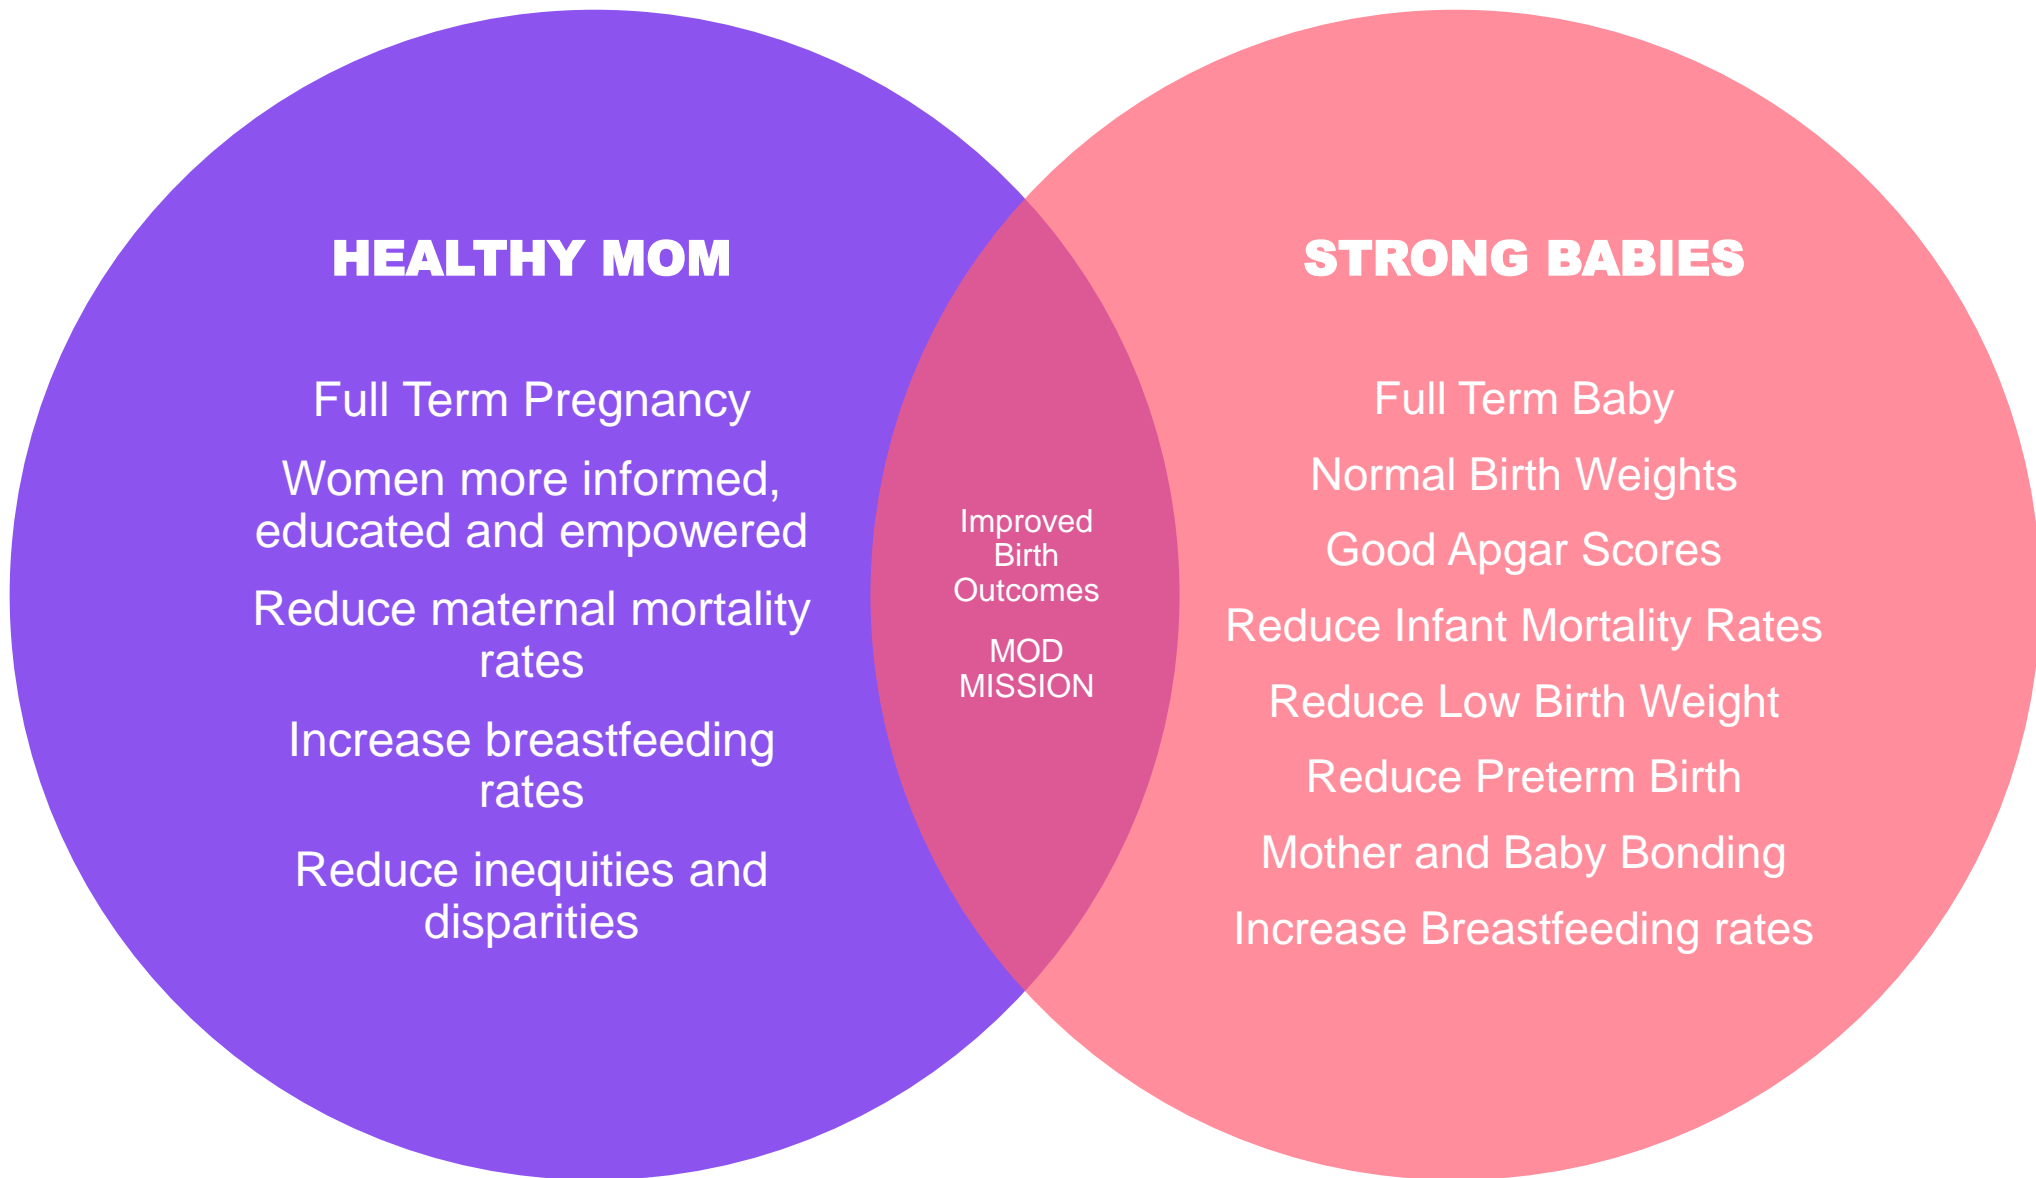 HEALTHY MOM
Full Term Pregnancy
Women more informed,
educated and empowered
Reduce maternal mortality
rates
Increase breastfeeding
rates
Reduce inequities and
disparities
Improved
Birth
Outcomes
MOD
MISSION
STRONG BABIES
Full Term Baby
Normal Birth Weights
Good Apgar Scores
Reduce Infant Mortality Rates
Reduce Low Birth Weight
Reduce Preterm Birth
Mother and Baby Bonding
Increase Breastfeeding rates